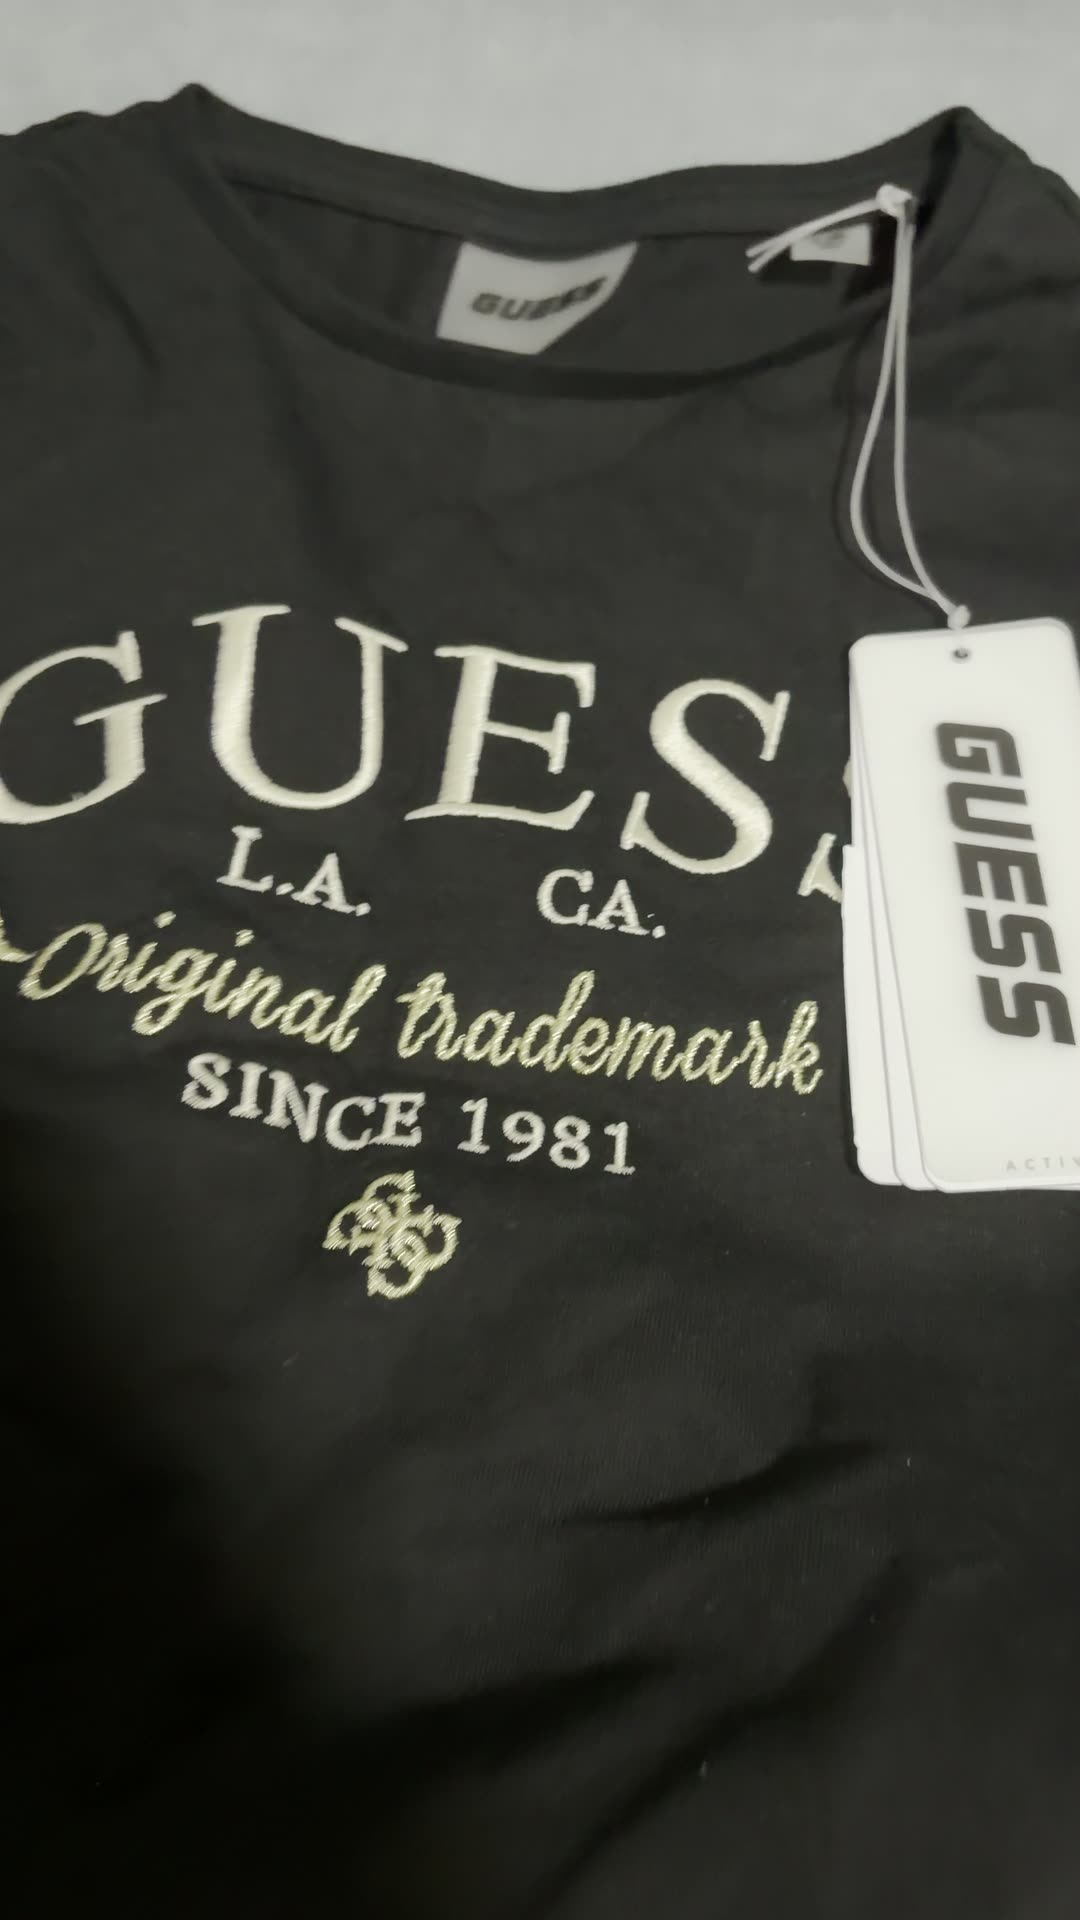 GUESS
GUESS
L.A. CA.
Original trademark
SINCE 1981
GUESS